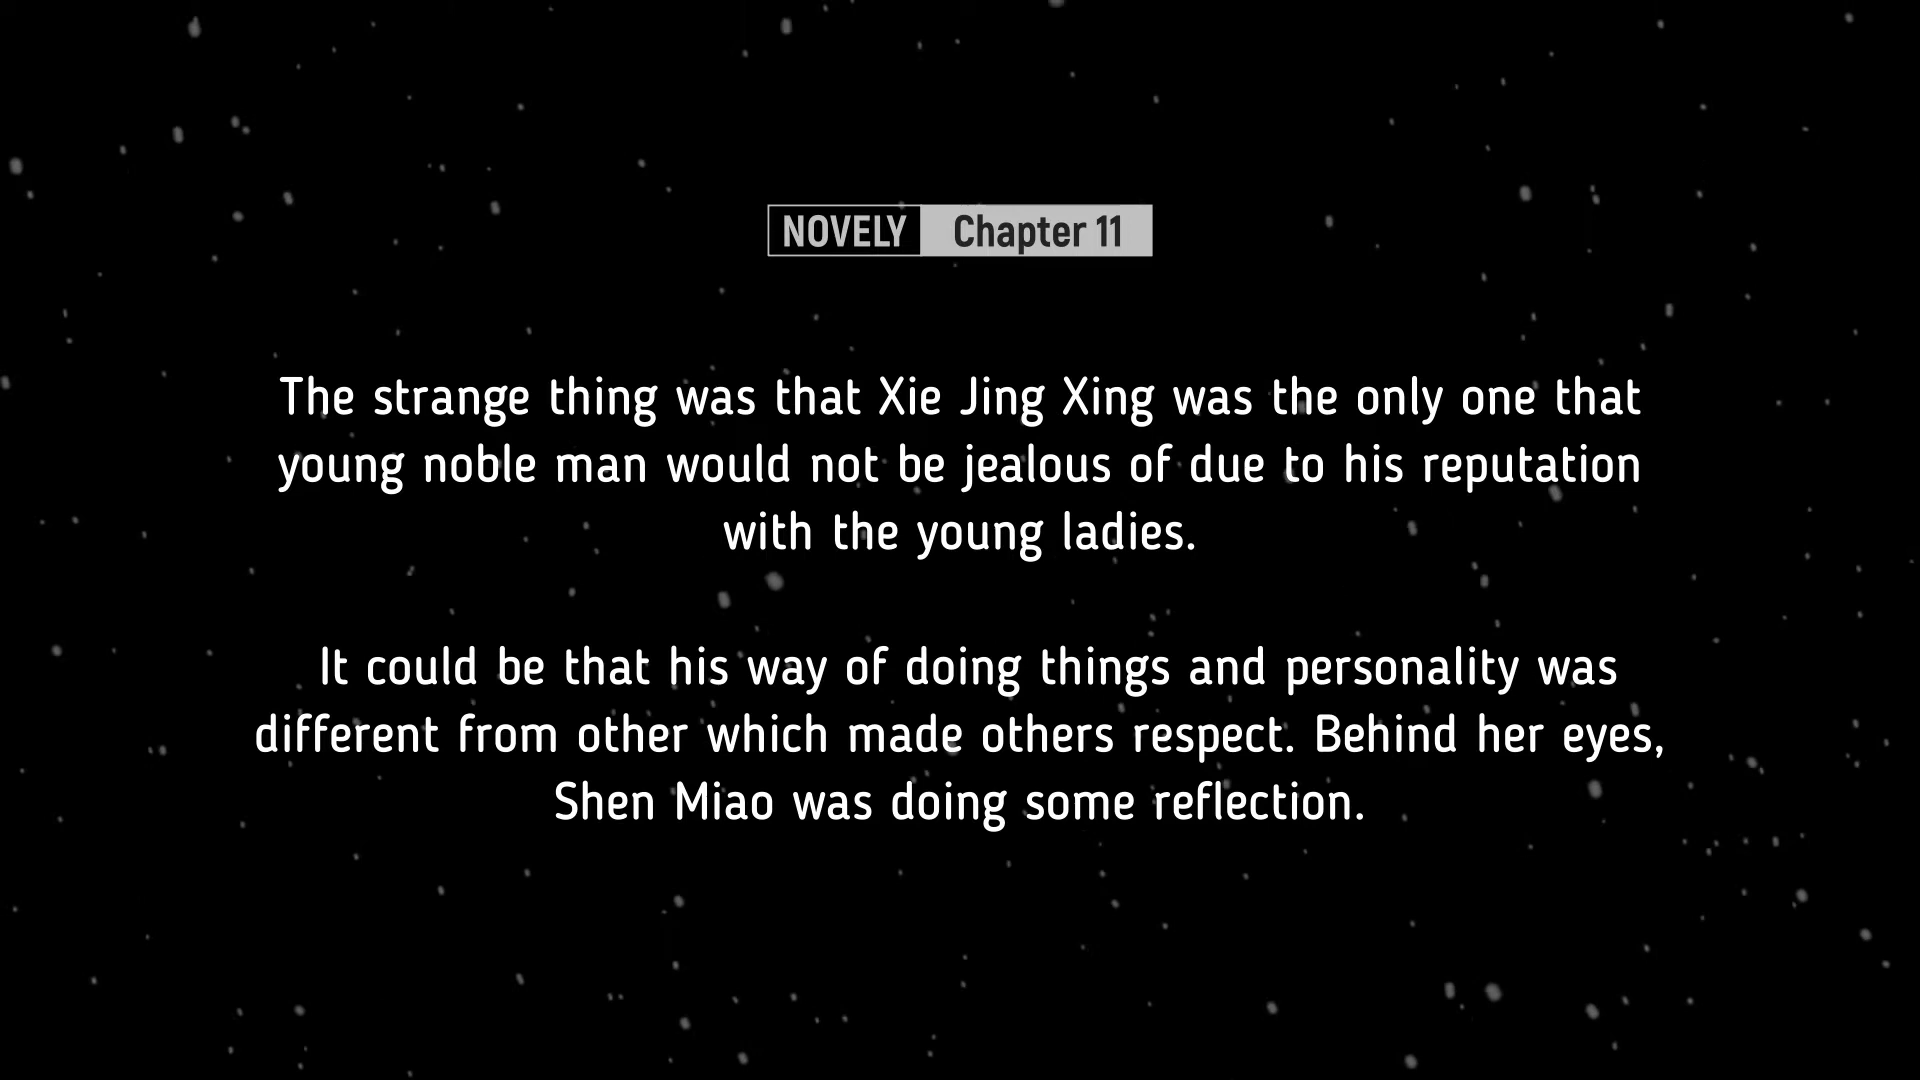 NOVELY Chapter 11
The strange thing was that Xie Jing Xing was the only one that
young noble man would not be jealous of due to his reputation
with the young ladies.
It could be that his way of doing things and personality was
different from other which made others respect. Behind her eyes,
Shen Miao was doing some reflection.